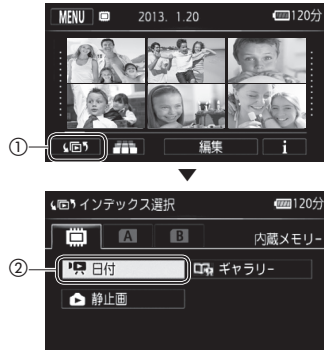 MENU 2013. 1.20 120分
① 編集 i
インデックス選択 120分
A B 内蔵メモリー
② 日付 ギャラリー
静止画